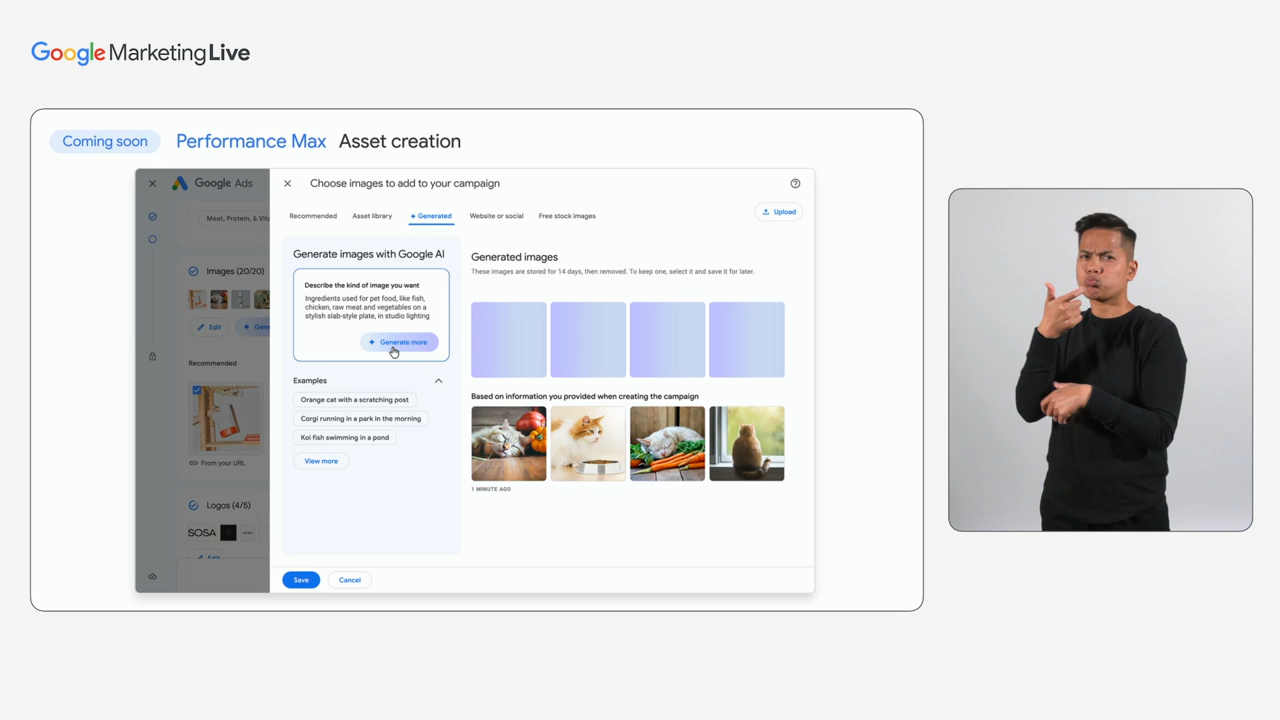 Google Marketing Live
Coming soon
Performance Max Asset creation
Google Ads
Meat, Protein, & Vit
Images (20/20)
Edit
Gen
Recommended
From your URL
Logos (4/5)
SOSA
Edit
Choose images to add to your campaign
Recommended
Asset library
Generated
Website or social
Free stock images
Upload
Generate images with Google AI
Describe the kind of image you want
Ingredients used for pet food, like fish,
chicken, raw meat and vegetables on a
stylish slab-style plate, in studio lighting
Generate more
Examples
Orange cat with a scratching post
Corgi running in a park in the morning
Koi fish swimming in a pond
View more
Generated images
These images are stored for 14 days, then removed. To keep one, select it and save it for later.
Based on information you provided when creating the campaign
1 MINUTE AGO
Save
Cancel